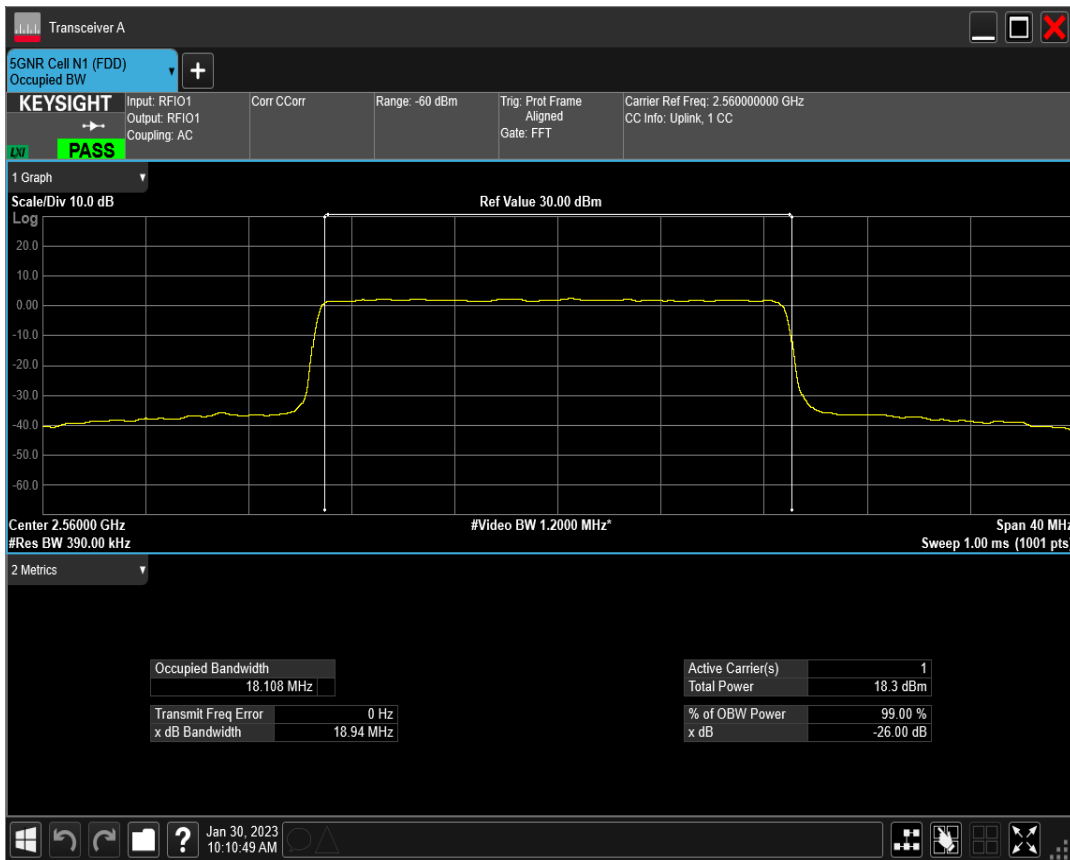 Transceiver A
5GNR Cell N1 (FDD)
Occupied BW
+
KEYSIGHT
Input: RFIO1
Output: RFIO1
Coupling: AC
LXI
PASS
Corr CCorr
Range: -60 dBm
Trig: Prot Frame
Aligned
Gate: FFT
Carrier Ref Freq: 2.560000000 GHz
CC Info: Uplink, 1 CC
1 Graph
Scale/Div 10.0 dB
Ref Value 30.00 dBm
Log
20.0
10.0
0.00
-10.0
-20.0
-30.0
-40.0
-50.0
-60.0
Center 2.56000 GHz
#Video BW 1.2000 MHz*
Span 40 MHz
#Res BW 390.00 kHz
Sweep 1.00 ms (1001 pts)
2 Metrics
Occupied Bandwidth
18.108 MHz
Transmit Freq Error 0 Hz
x dB Bandwidth 18.94 MHz
Active Carrier(s) 1
Total Power 18.3 dBm
% of OBW Power 99.00 %
x dB -26.00 dB
?
Jan 30, 2023
10:10:49 AM